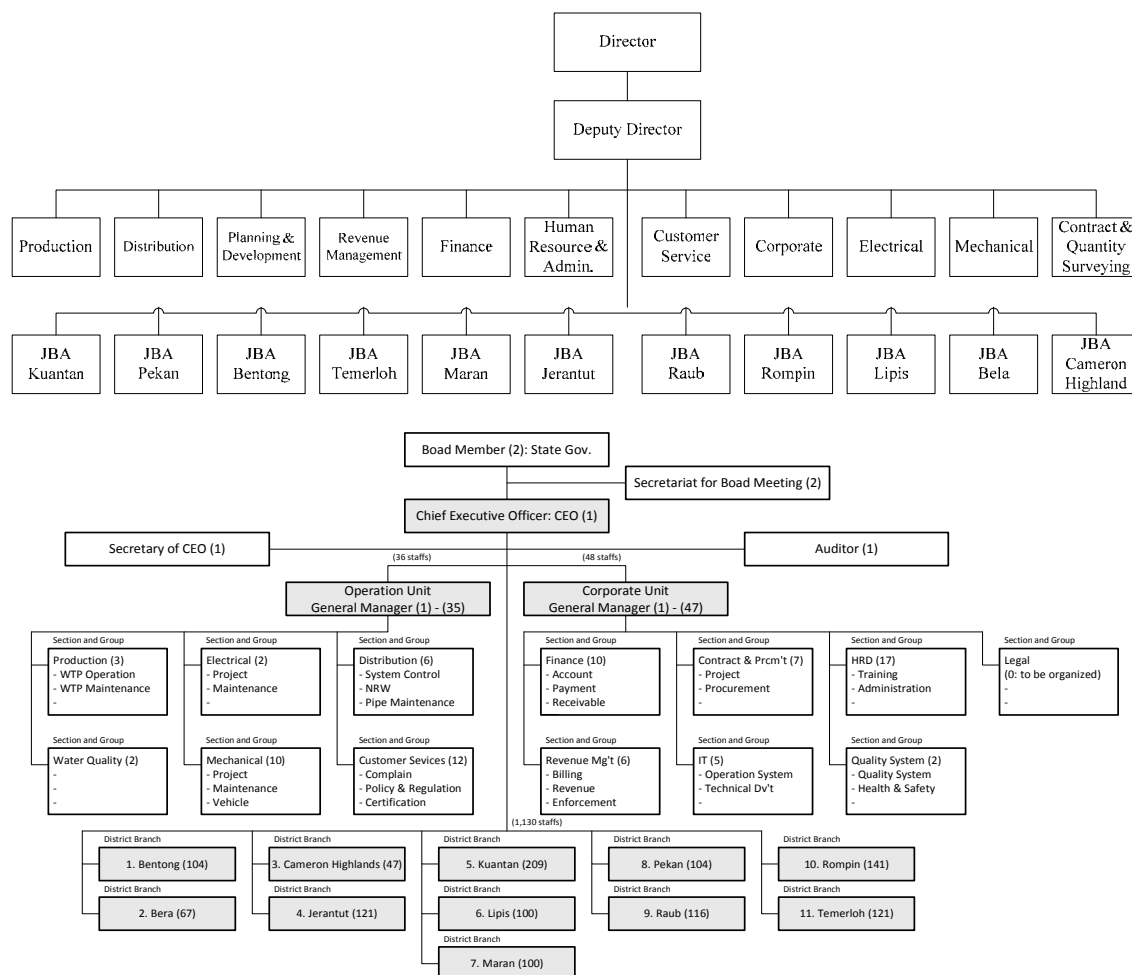 Director
Deputy Director
Production
Distribution
Planning &
Development
Revenue
Management
Finance
Human
Resource &
Admin.
Customer
Service
Corporate
Electrical
Mechanical
Contract &
Quantity
Surveying
JBA
Kuantan
JBA
Pekan
JBA
Bentong
JBA
Temerloh
JBA
Maran
JBA
Jerantut
JBA
Raub
JBA
Rompin
JBA
Lipis
JBA
Bela
JBA
Cameron
Highland
Boad Member (2): State Gov.
Secretariat for Boad Meeting (2)
Chief Executive Officer: CEO (1)
Secretary of CEO (1)
Auditor (1)
(36 staffs)
(48 staffs)
Operation Unit
General Manager (1) - (35)
Corporate Unit
General Manager (1) - (47)
Section and Group
Production (3)
- WTP Operation
- WTP Maintenance
-
Section and Group
Electrical (2)
- Project
- Maintenance
-
Section and Group
Distribution (6)
- System Control
- NRW
- Pipe Maintenance
Section and Group
Finance (10)
- Account
- Payment
- Receivable
Section and Group
Contract & Prcm't (7)
- Project
- Procurement
-
Section and Group
HRD (17)
- Training
- Administration
-
Section and Group
Legal
(0: to be organized)
-
-
Section and Group
Water Quality (2)
-
-
-
Section and Group
Mechanical (10)
- Project
- Maintenance
- Vehicle
Section and Group
Customer Sevices (12)
- Complain
- Policy & Regulation
- Certification
Section and Group
Revenue Mg't (6)
- Billing
- Revenue
- Enforcement
Section and Group
IT (5)
- Operation System
- Technical Dv't
-
Section and Group
Quality System (2)
- Quality System
- Health & Safety
-
(1,130 staffs)
District Branch
1. Bentong (104)
District Branch
3. Cameron Highlands (47)
District Branch
5. Kuantan (209)
District Branch
8. Pekan (104)
District Branch
10. Rompin (141)
District Branch
2. Bera (67)
District Branch
4. Jerantut (121)
District Branch
6. Lipis (100)
District Branch
9. Raub (116)
District Branch
11. Temerloh (121)
District Branch
7. Maran (100)